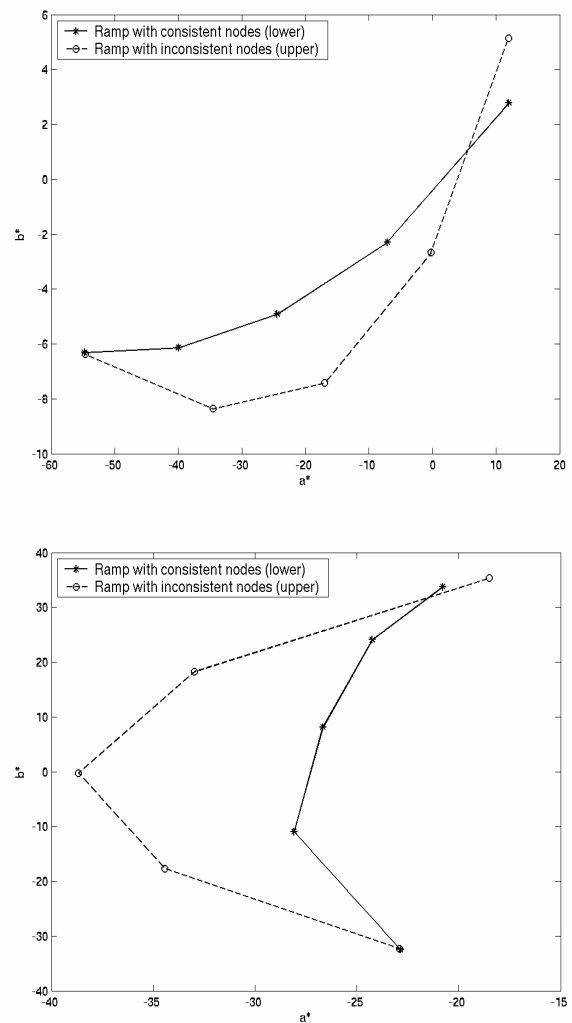 6
Ramp with consistent nodes (lower)
Ramp with inconsistent nodes (upper)
4
2
0
-2
b*
-4
-6
-8
-10
-60 -50 -40 -30 -20 -10 0 10 20
a*
40
Ramp with consistent nodes (lower)
Ramp with inconsistent nodes (upper)
30
20
10
0
b*
-10
-20
-30
-40
-40 -35 -30 -25 -20 -15
a*